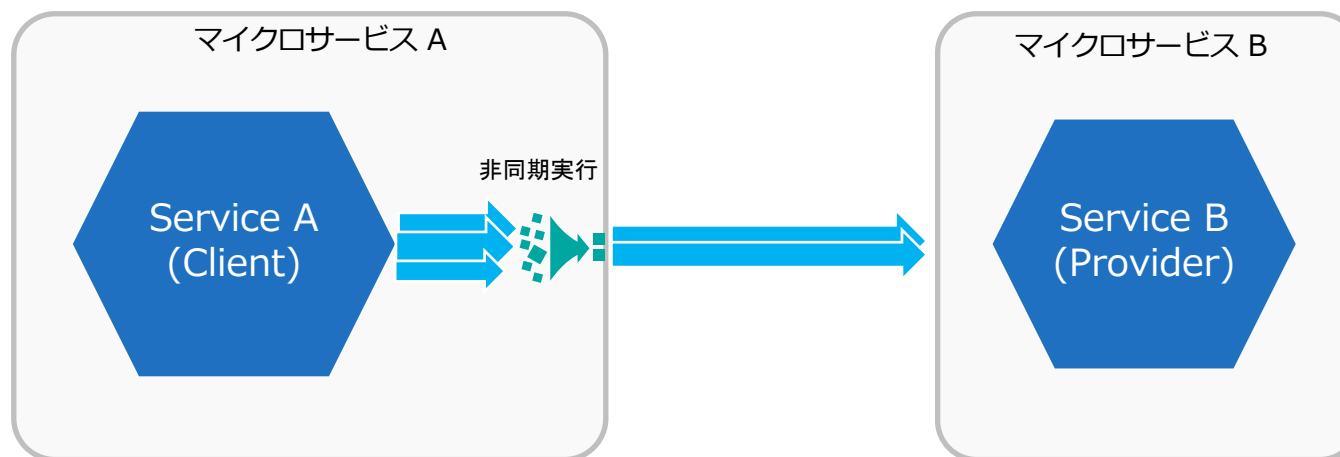 マイクロサービス A
マイクロサービス B
非同期実行
Service A
(Client)
Service B
(Provider)